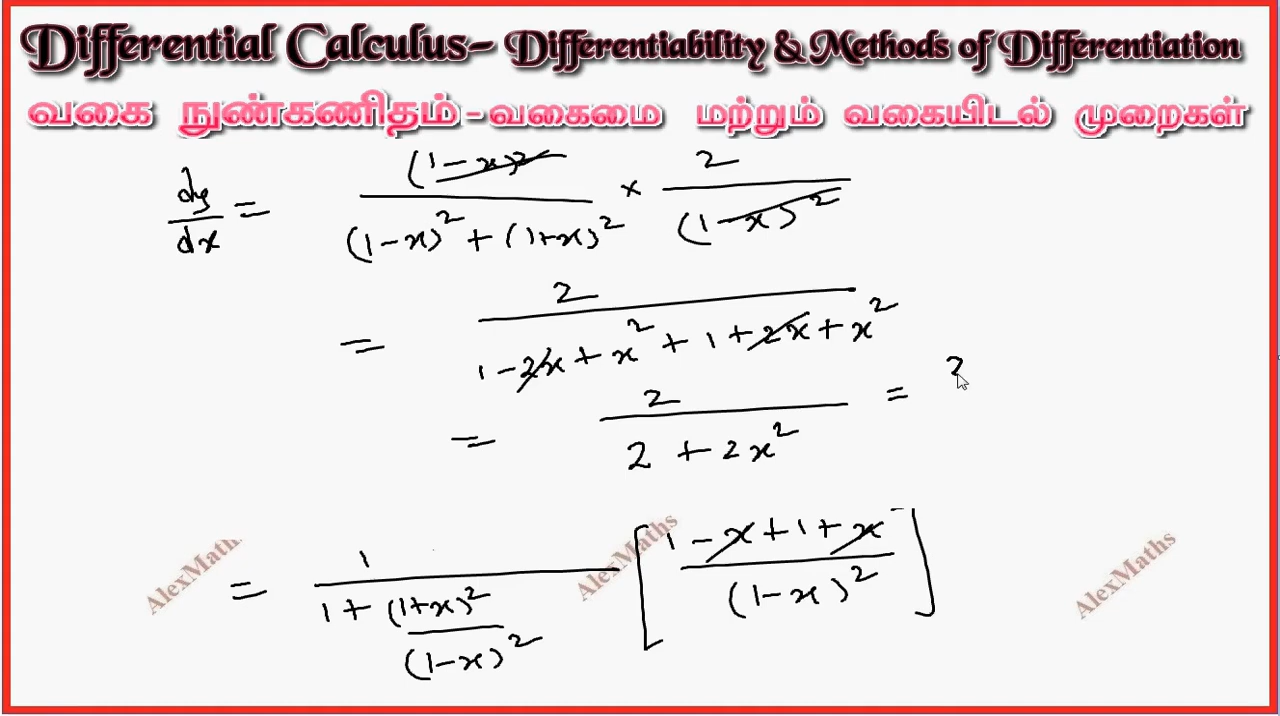 Differential Calculus- Differentiability & Methods of Differentiation
வகை நுண்கணிதம் - வகைமை மற்றும் வகையிடல் முறைகள்
dy/dx = (1-x)²/((1-x)² + (1+x)²) × 2/(1-x)²
= 2/(1 - 2x + x² + 1 + 2x + x²)
= 2/(2 + 2x²) =
= 1/(1 + (1+x)²/(1-x)²) [(1 - x + 1 + x)/(1-x)²]
AlexMaths
AlexMaths
AlexMaths